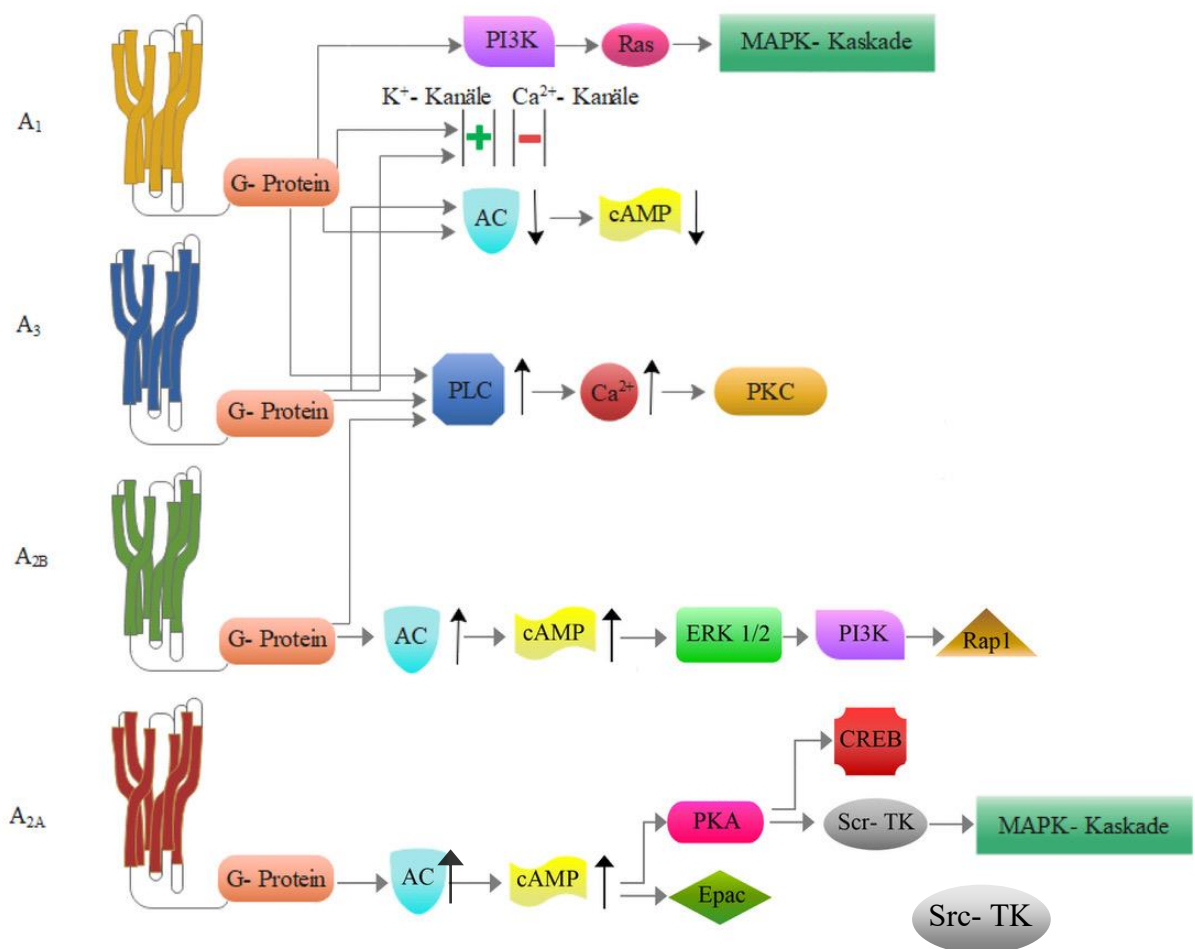 PI3K
Ras
MAPK- Kaskade
K⁺- Kanäle
Ca²⁺- Kanäle
A₁
+
-
G- Protein
AC
cAMP
A₃
PLC
Ca²⁺
PKC
G- Protein
A₂B
G- Protein
AC
cAMP
ERK 1/2
PI3K
Rap1
CREB
A₂A
PKA
Scr- TK
MAPK- Kaskade
G- Protein
AC
cAMP
Epac
Src- TK